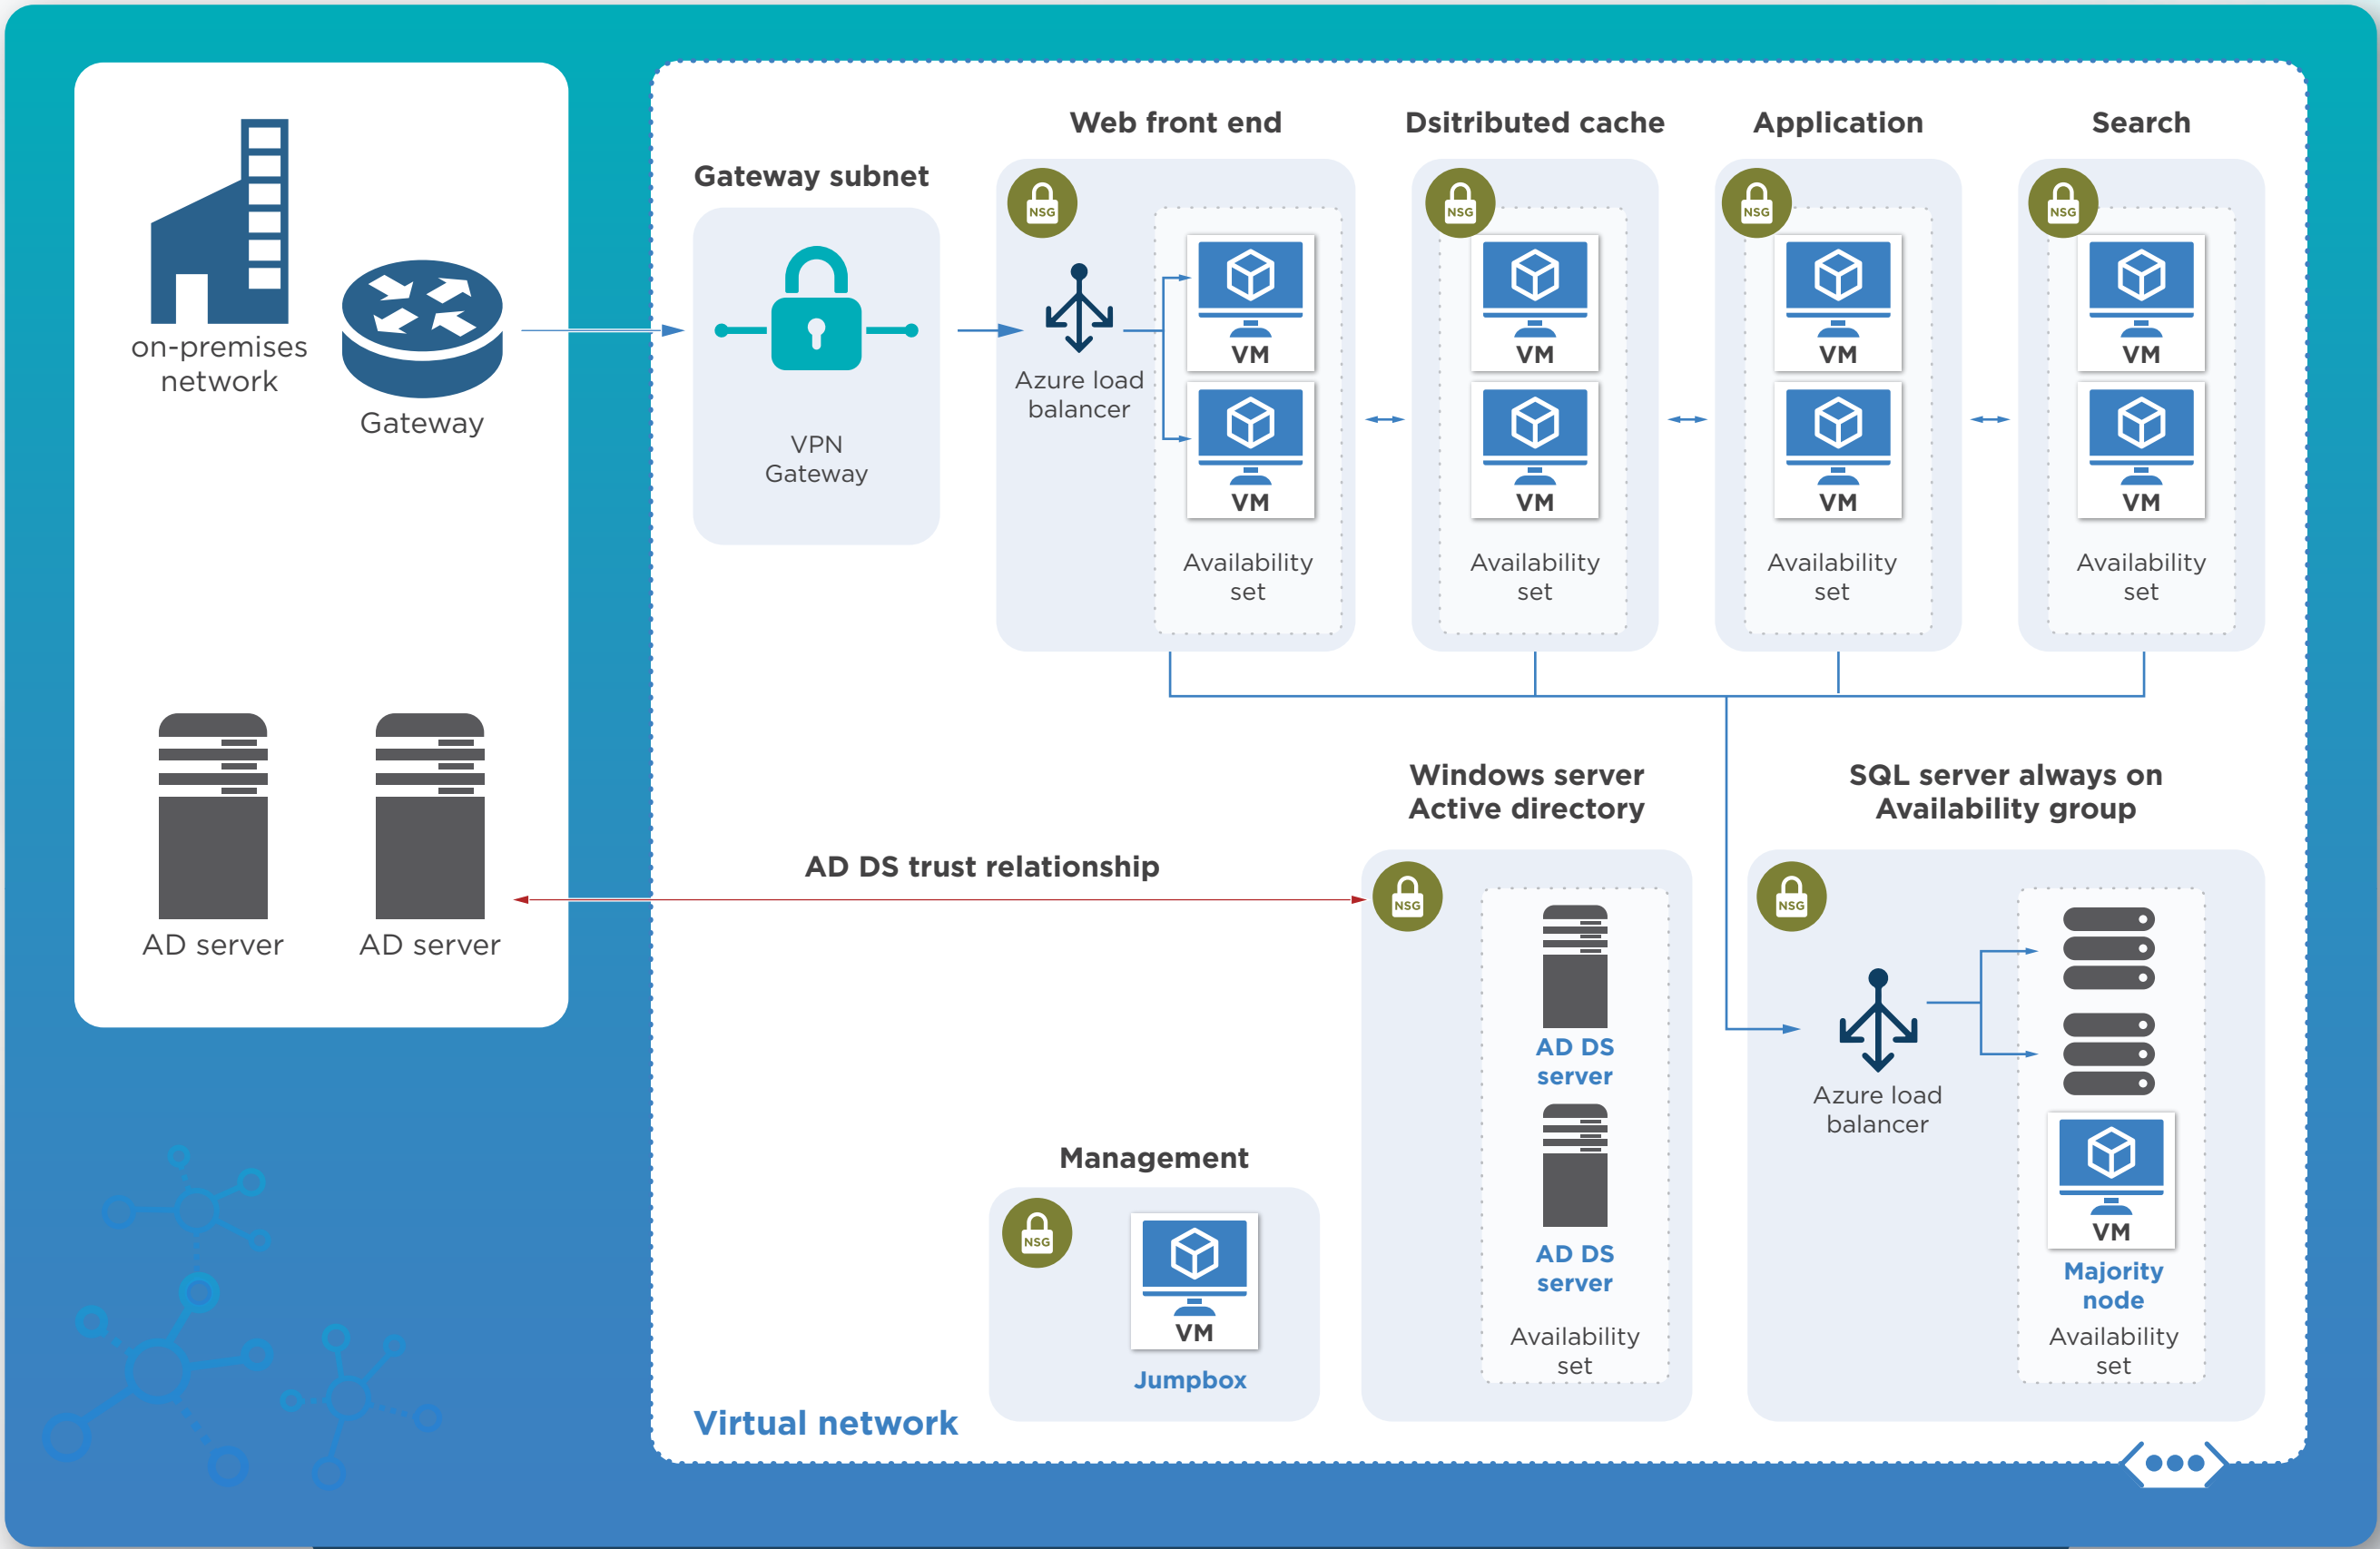 on-premises
network
Gateway
AD server
AD server
Gateway subnet
VPN
Gateway
Web front end
NSG
Azure load
balancer
VM
VM
Availability
set
Dsitributed cache
NSG
VM
VM
Availability
set
Application
NSG
VM
VM
Availability
set
Search
NSG
VM
VM
Availability
set
AD DS trust relationship
Windows server
Active directory
NSG
AD DS
server
AD DS
server
Availability
set
SQL server always on
Availability group
NSG
Azure load
balancer
VM
Majority
node
Availability
set
Management
NSG
VM
Jumpbox
Virtual network